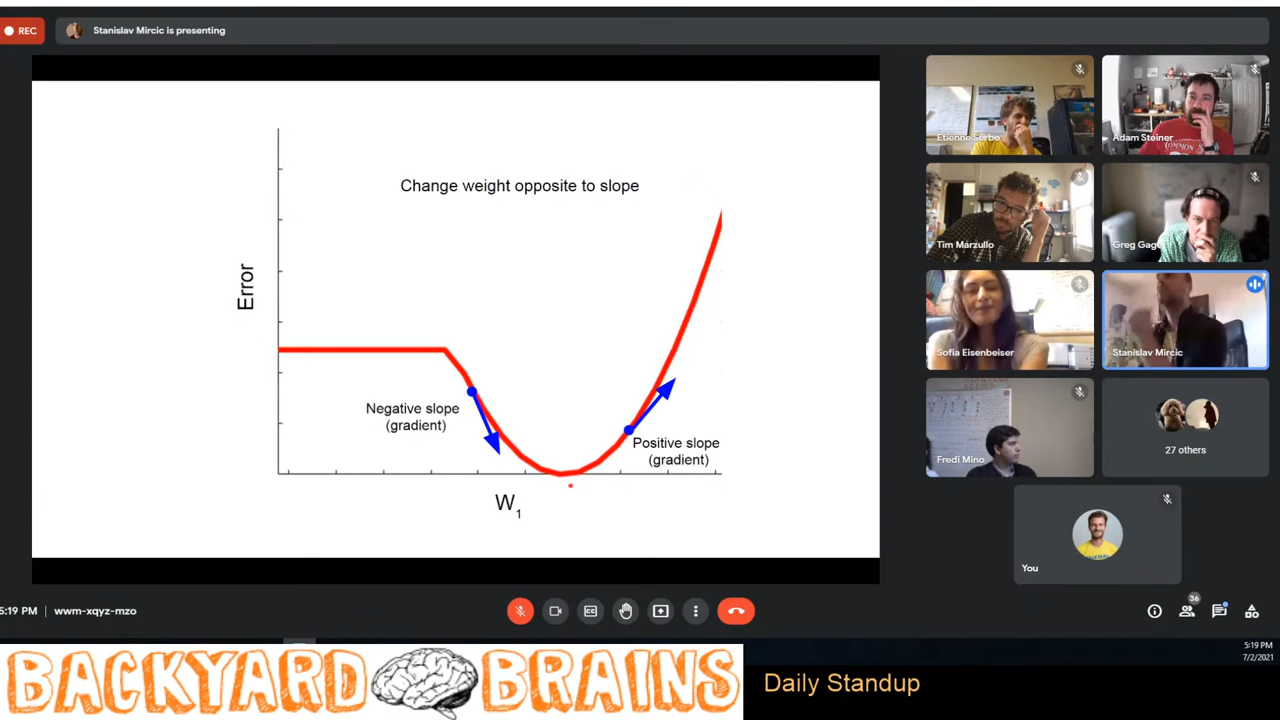 REC
Stanislav Mircic is presenting
Change weight opposite to slope
Error
Negative slope
(gradient)
Positive slope
(gradient)
W1
Etienne Serbe
Adam Steiner
Tim Marzullo
Greg Gage
Sofia Eisenbeiser
Stanislav Mircic
Fredi Mino
27 others
You
5:19 PM | wwm-xqyz-mzo
CC
36
5:19 PM
7/2/2021
BACKYARD BRAINS
Daily Standup